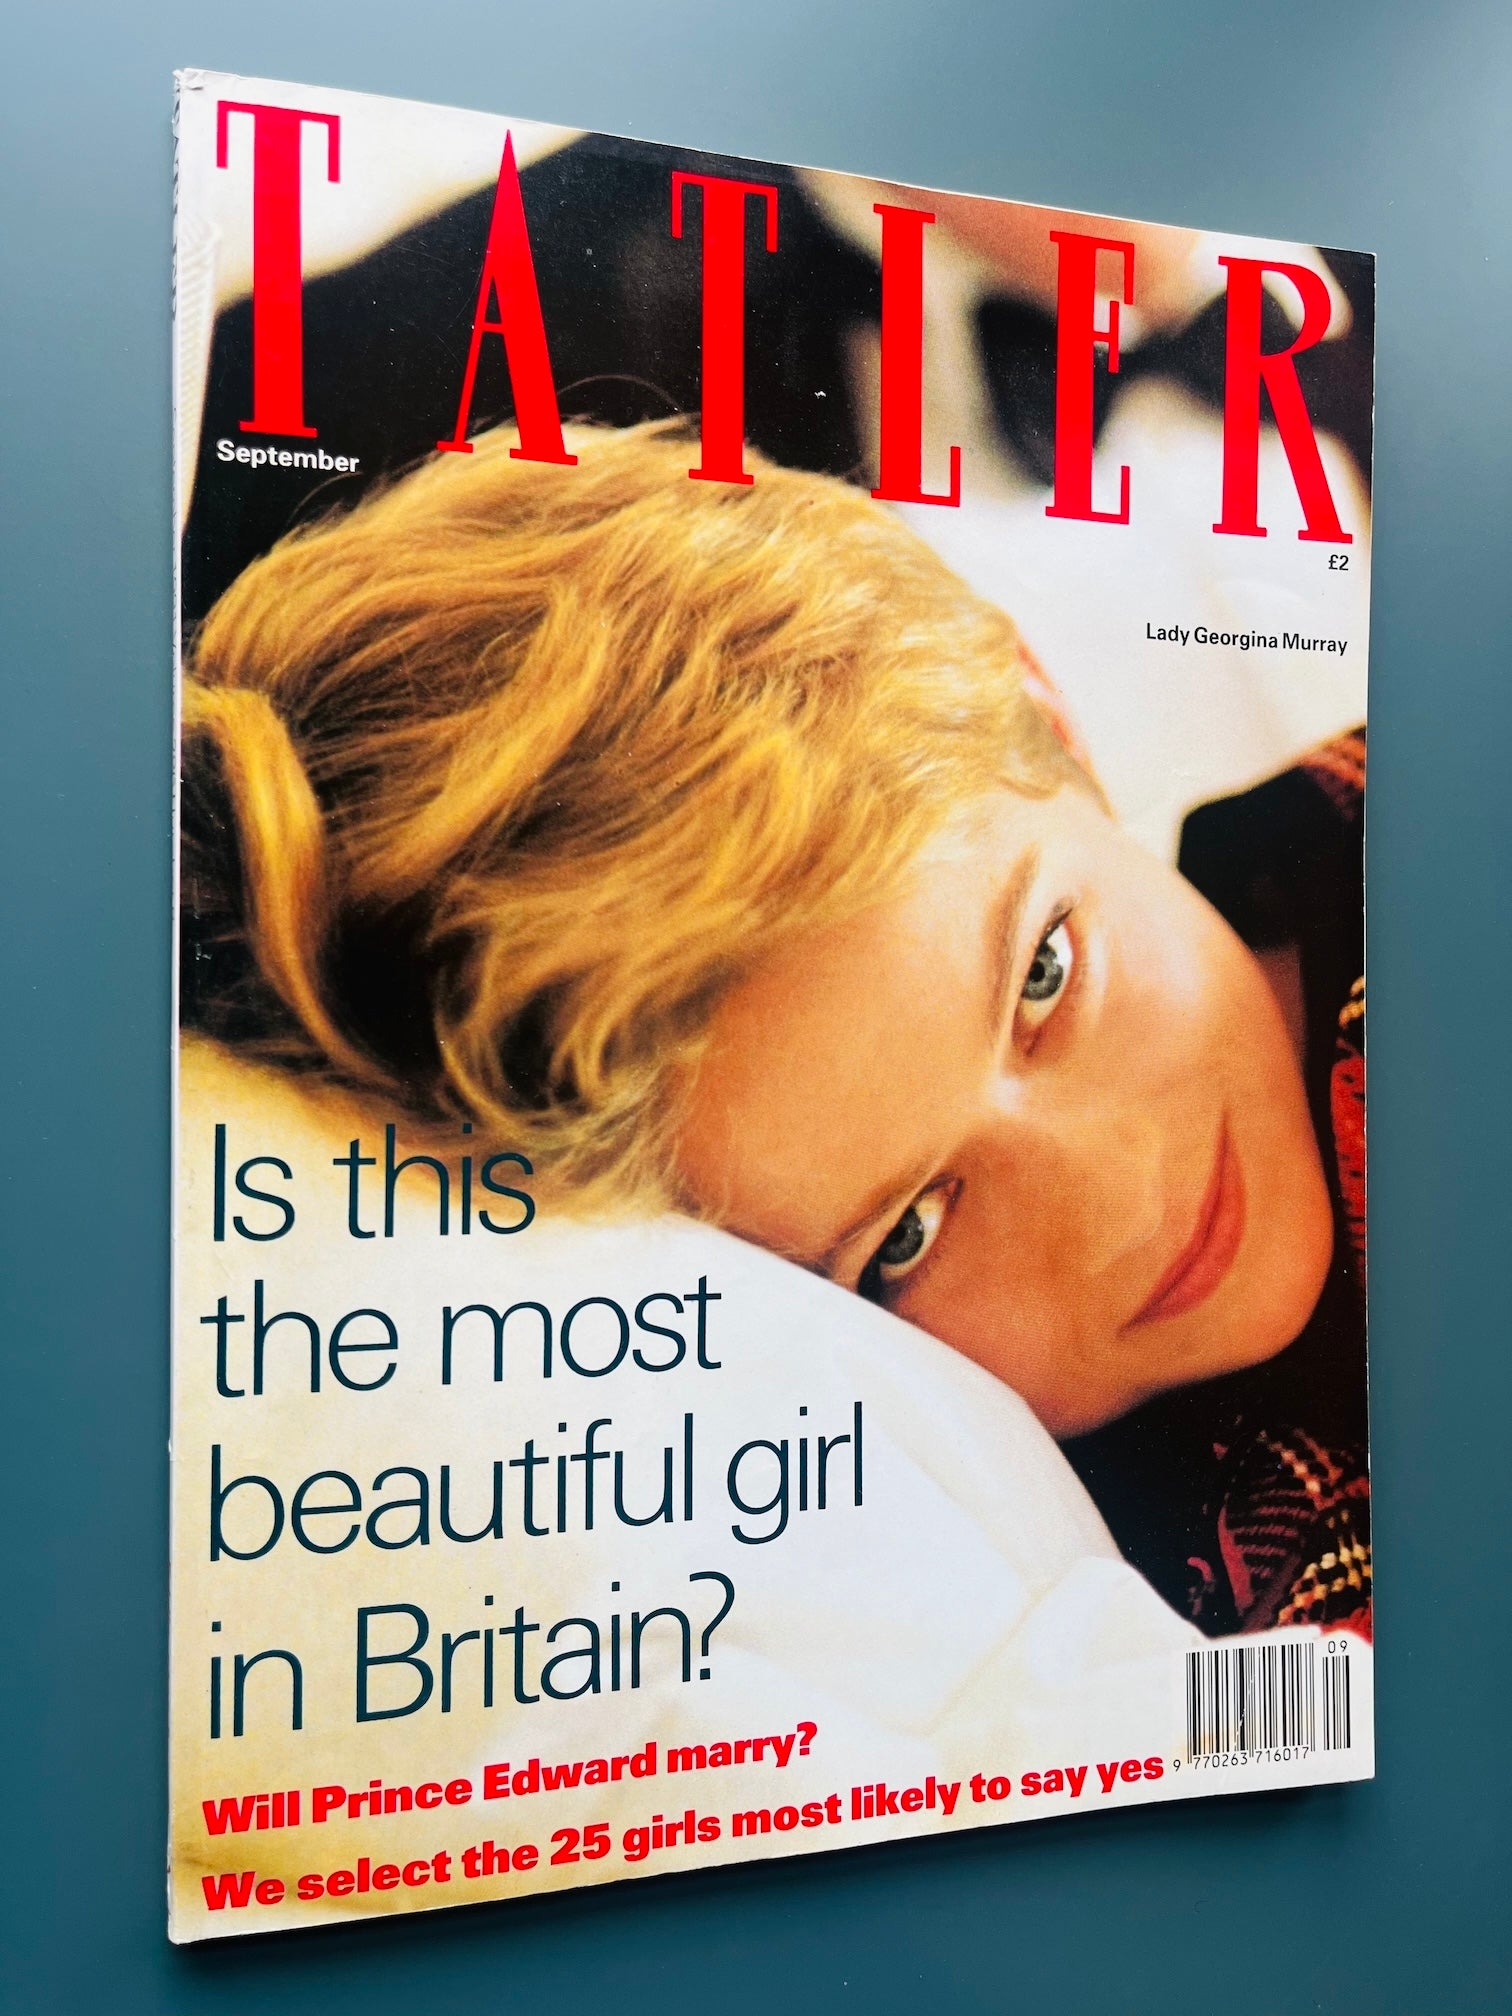 TATLER
September
£2
Lady Georgina Murray
Is this
the most
beautiful girl
in Britain?
Will Prince Edward marry?
We select the 25 girls most likely to say yes
09
9 770263 716017